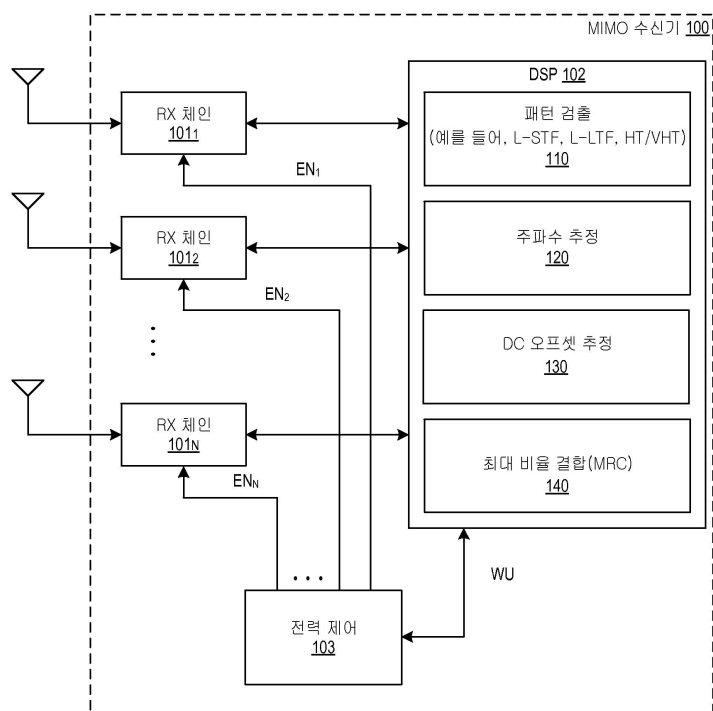 MIMO 수신기 100
DSP 102
RX 체인
101₁
패턴 검출
(예를 들어, L-STF, L-LTF, HT/VHT)
110
EN₁
RX 체인
101₂
주파수 추정
120
EN₂
DC 오프셋 추정
130
RX 체인
101N
최대 비율 결합(MRC)
140
ENN
WU
전력 제어
103